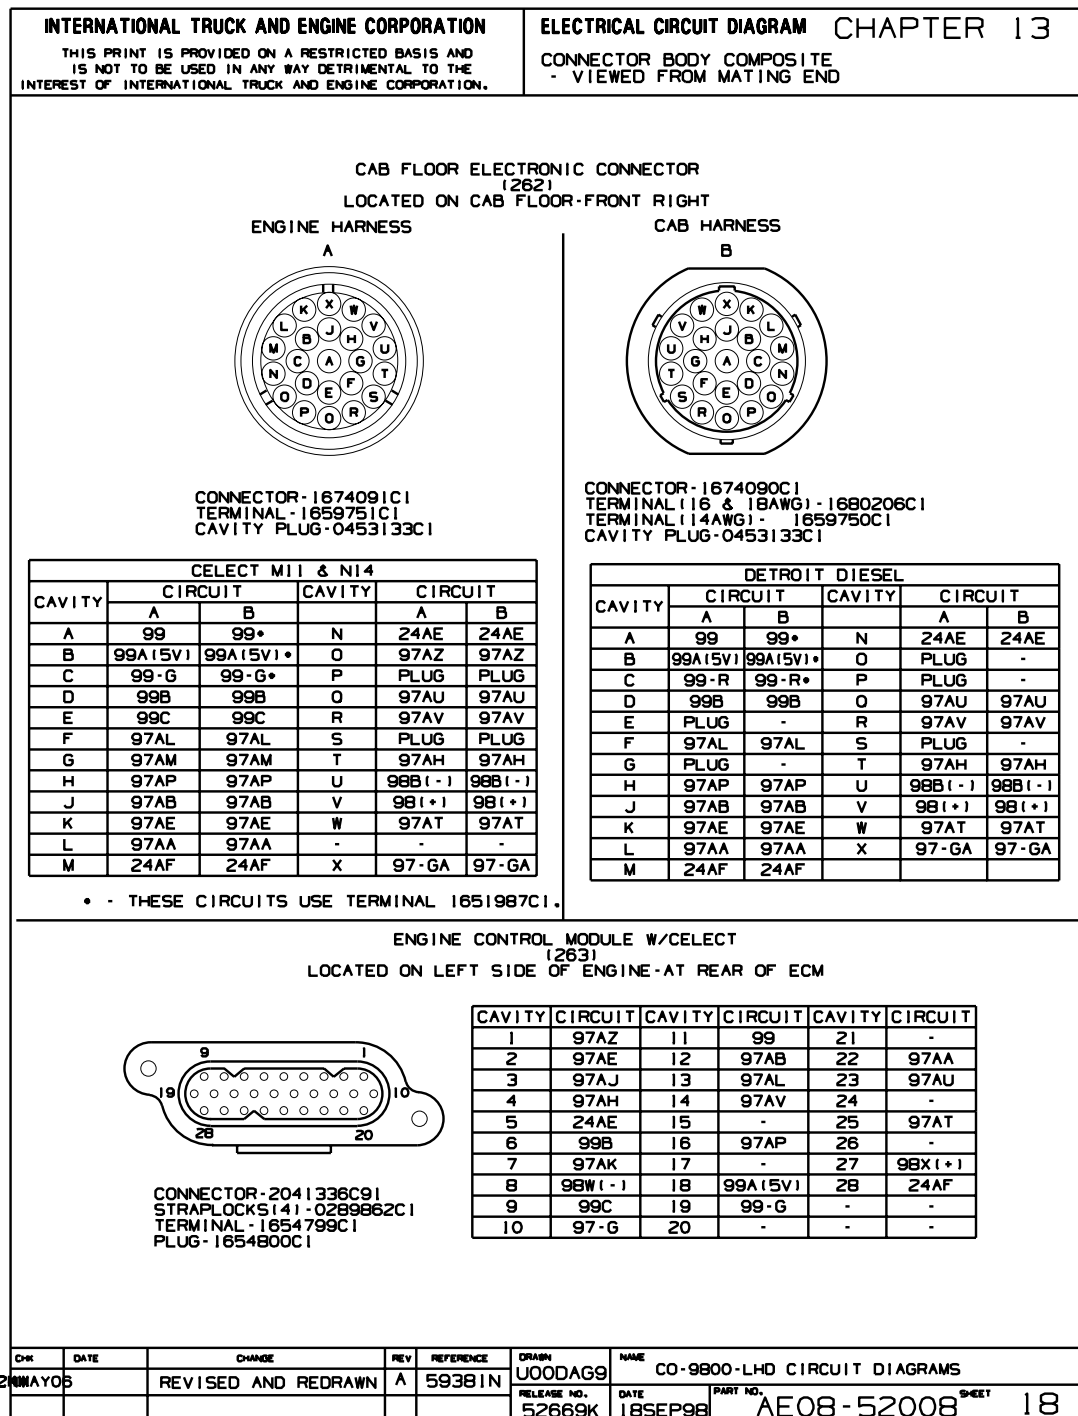 INTERNATIONAL TRUCK AND ENGINE CORPORATION
THIS PRINT IS PROVIDED ON A RESTRICTED BASIS AND
IS NOT TO BE USED IN ANY WAY DETRIMENTAL TO THE
INTEREST OF INTERNATIONAL TRUCK AND ENGINE CORPORATION.
ELECTRICAL CIRCUIT DIAGRAM CHAPTER 13
CONNECTOR BODY COMPOSITE
- VIEWED FROM MATING END
CAB FLOOR ELECTRONIC CONNECTOR
(262)
LOCATED ON CAB FLOOR-FRONT RIGHT
ENGINE HARNESS
A
K X W
L J V
B H
M U
C A G
N T
D F
O E S
P Q R
CONNECTOR-1674091C1
TERMINAL-1659751C1
CAVITY PLUG-0453133C1
CAB HARNESS
B
W X K
V J L
H B
U M
G A C
T N
F D
S E O
R Q P
CONNECTOR-1674090C1
TERMINAL(16 & 18AWG)-1680206C1
TERMINAL(14AWG)- 1659750C1
CAVITY PLUG-0453133C1
CELECT M11 & N14
CAVITY CIRCUIT CAVITY CIRCUIT
A B A B
A 99 99• N 24AE 24AE
B 99A(5V) 99A(5V)• O 97AZ 97AZ
C 99-G 99-G• P PLUG PLUG
D 99B 99B Q 97AU 97AU
E 99C 99C R 97AV 97AV
F 97AL 97AL S PLUG PLUG
G 97AM 97AM T 97AH 97AH
H 97AP 97AP U 98B(-) 98B(-)
J 97AB 97AB V 98(+) 98(+)
K 97AE 97AE W 97AT 97AT
L 97AA 97AA - - -
M 24AF 24AF X 97-GA 97-GA
• - THESE CIRCUITS USE TERMINAL 1651987C1.
DETROIT DIESEL
CAVITY CIRCUIT CAVITY CIRCUIT
A B A B
A 99 99• N 24AE 24AE
B 99A(5V) 99A(5V)• O PLUG -
C 99-R 99-R• P PLUG -
D 99B 99B Q 97AU 97AU
E PLUG - R 97AV 97AV
F 97AL 97AL S PLUG -
G PLUG - T 97AH 97AH
H 97AP 97AP U 98B(-) 98B(-)
J 97AB 97AB V 98(+) 98(+)
K 97AE 97AE W 97AT 97AT
L 97AA 97AA X 97-GA 97-GA
M 24AF 24AF
ENGINE CONTROL MODULE W/CELECT
(263)
LOCATED ON LEFT SIDE OF ENGINE-AT REAR OF ECM
9 1
19 10
28 20
CONNECTOR-2041336C91
STRAPLOCKS(4)-0289862C1
TERMINAL-1654799C1
PLUG-1654800C1
CAVITY CIRCUIT CAVITY CIRCUIT CAVITY CIRCUIT
1 97AZ 11 99 21 -
2 97AE 12 97AB 22 97AA
3 97AJ 13 97AL 23 97AU
4 97AH 14 97AV 24 -
5 24AE 15 - 25 97AT
6 99B 16 97AP 26 -
7 97AK 17 - 27 98X(+)
8 98W(-) 18 99A(5V) 28 24AF
9 99C 19 99-G - -
10 97-G 20 - - -
CHK DATE CHANGE REV REFERENCE
REVISED AND REDRAWN A 59381N
DRAWN U00DAG9
NAME CO-9800-LHD CIRCUIT DIAGRAMS
RELEASE NO. 52669K
DATE 18SEP98
PART NO. AE08-52008
SHEET 18